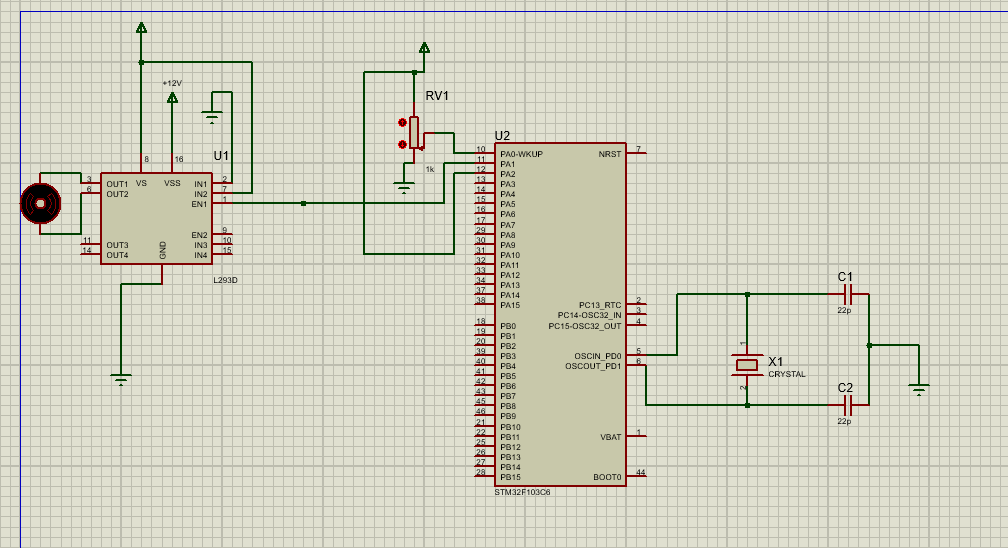 +12V
RV1
1k
U1
8
16
VS
VSS
3
OUT1
6
OUT2
11
OUT3
14
OUT4
GND
IN1
2
IN2
7
EN1
1
EN2
9
IN3
10
IN4
15
L293D
U2
10
PA0-WKUP
11
PA1
12
PA2
13
PA3
14
PA4
15
PA5
16
PA6
17
PA7
29
PA8
30
PA9
31
PA10
32
PA11
33
PA12
34
PA13
37
PA14
38
PA15
18
PB0
19
PB1
20
PB2
39
PB3
40
PB4
41
PB5
42
PB6
43
PB7
45
PB8
46
PB9
21
PB10
22
PB11
25
PB12
26
PB13
27
PB14
28
PB15
NRST
7
PC13_RTC
2
PC14-OSC32_IN
3
PC15-OSC32_OUT
4
OSCIN_PD0
5
OSCOUT_PD1
6
VBAT
1
BOOT0
44
STM32F103C6
C1
22p
1
X1
CRYSTAL
2
C2
22p